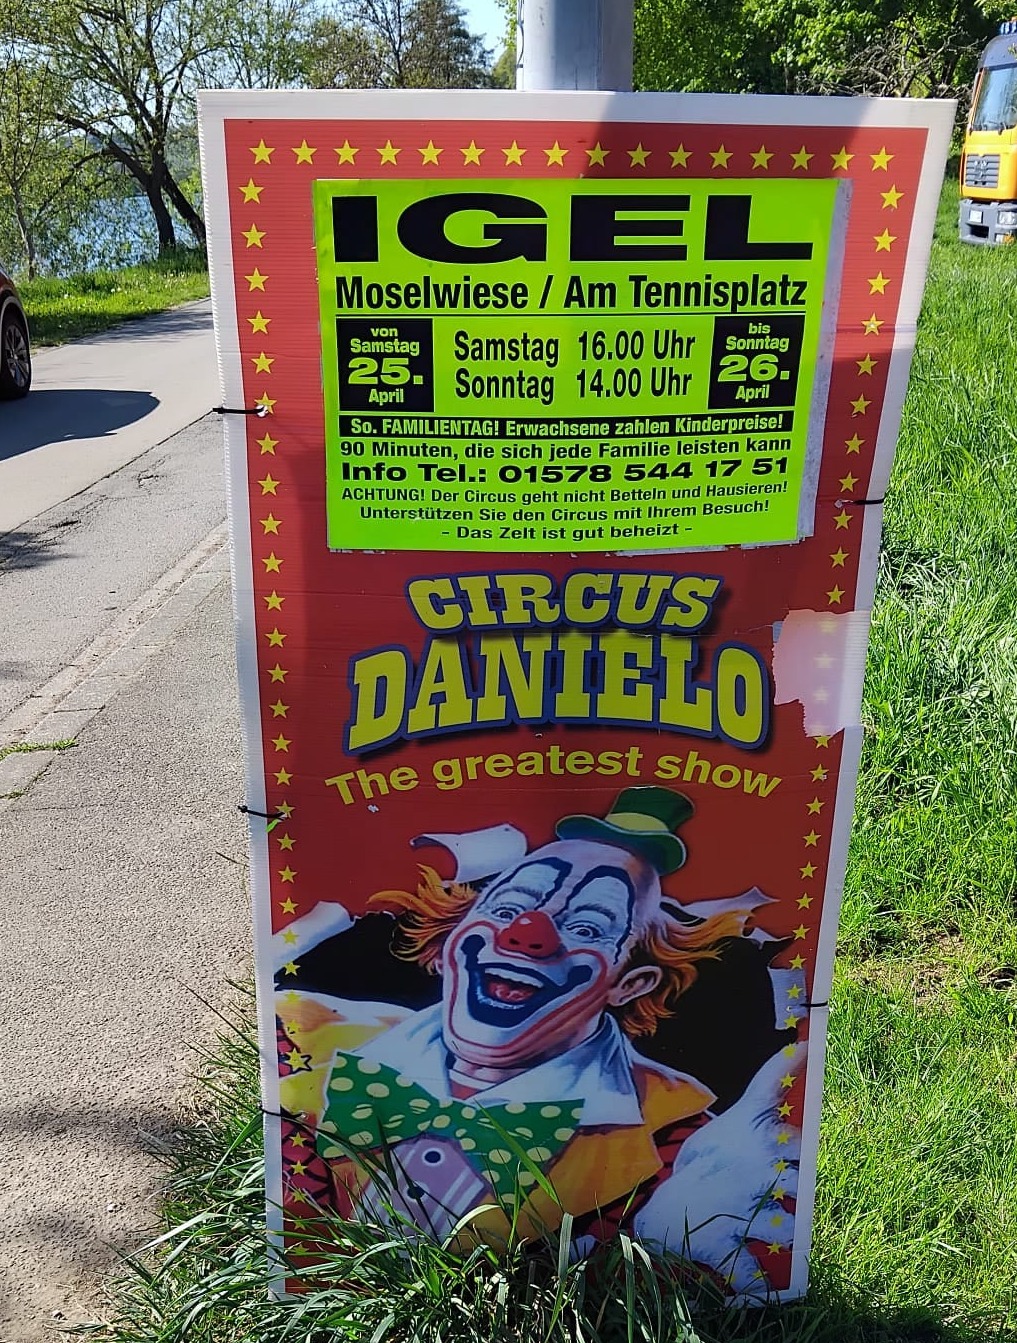 IGEL
Moselwiese / Am Tennisplatz
von
Samstag
25.
April
Samstag 16.00 Uhr
Sonntag 14.00 Uhr
bis
Sonntag
26.
April
So. FAMILIENTAG! Erwachsene zahlen Kinderpreise!
90 Minuten, die sich jede Familie leisten kann
Info Tel.: 01578 544 17 51
ACHTUNG! Der Circus geht nicht Betteln und Hausieren!
Unterstützen Sie den Circus mit Ihrem Besuch!
- Das Zelt ist gut beheizt -
CIRCUS
DANIELO
The greatest show